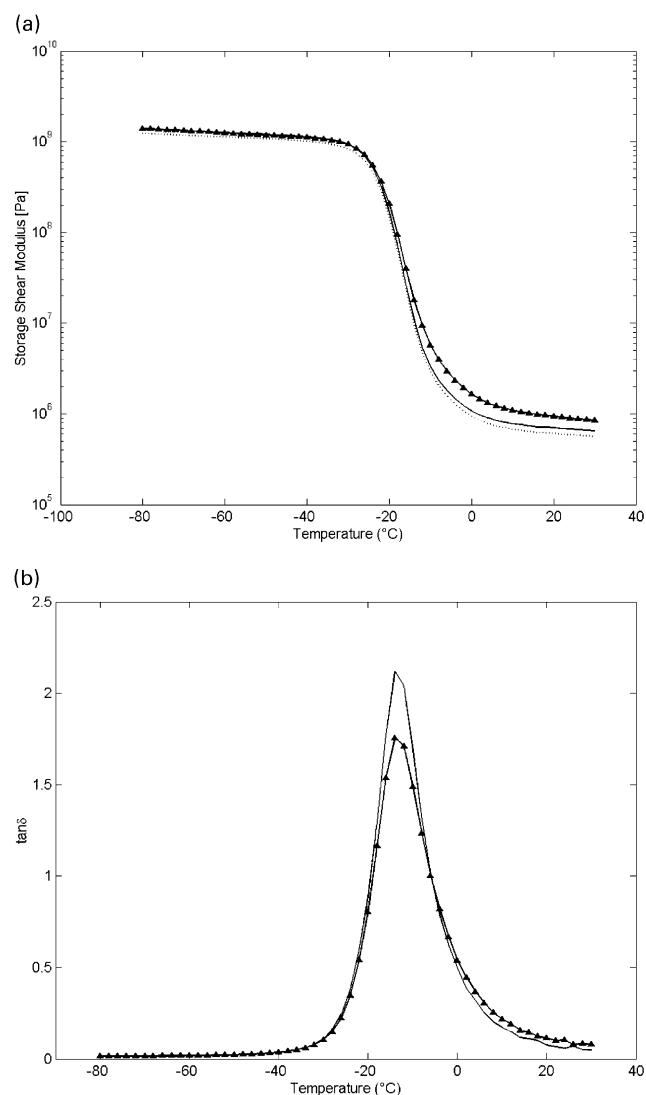 (a)
10^10
10^9
10^8
10^7
10^6
10^5
Storage Shear Modulus [Pa]
-100 -80 -60 -40 -20 0 20 40
Temperature (°C)
(b)
2.5
2
1.5
1
0.5
0
tanδ
-80 -60 -40 -20 0 20 40
Temperature (°C)